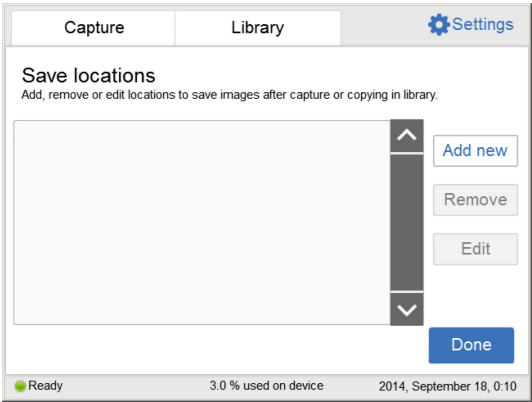 Capture
Library
Settings
Save locations
Add, remove or edit locations to save images after capture or copying in library.
Add new
Remove
Edit
Done
Ready
3.0 % used on device
2014, September 18, 0:10